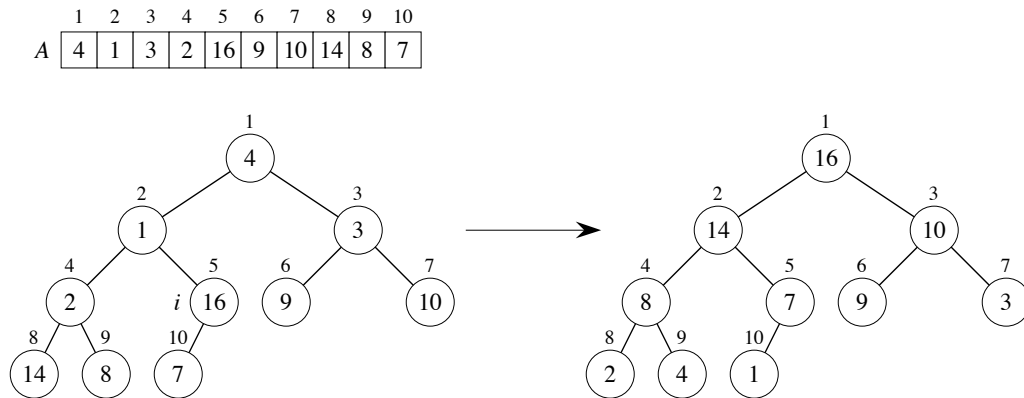 1 2 3 4 5 6 7 8 9 10
A 4 1 3 2 16 9 10 14 8 7
1 1
4 16
2 3 2 3
1 3 14 10
4 5 6 7 4 5 6 7
2 i 16 9 10 8 7 9 3
8 9 10 8 9 10
14 8 7 2 4 1